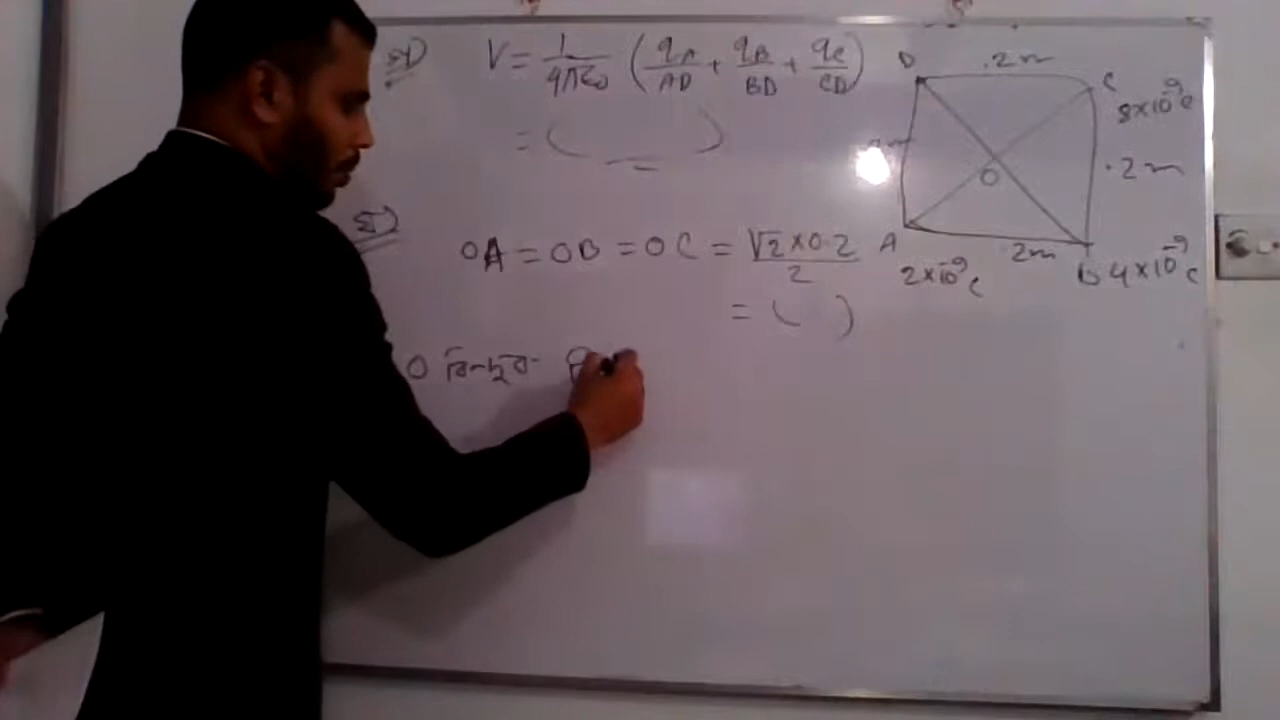 গ)
V = 1/4πε₀ (qA/AD + qB/BD + qC/CD)
= ( )
ঘ)
OA = OB = OC = √2×0.2/2
= ( )
O বিন্দুর
D .2m C
8×10⁻⁹C
O .2m
A .2m B
2×10⁻⁹C 4×10⁻⁹C